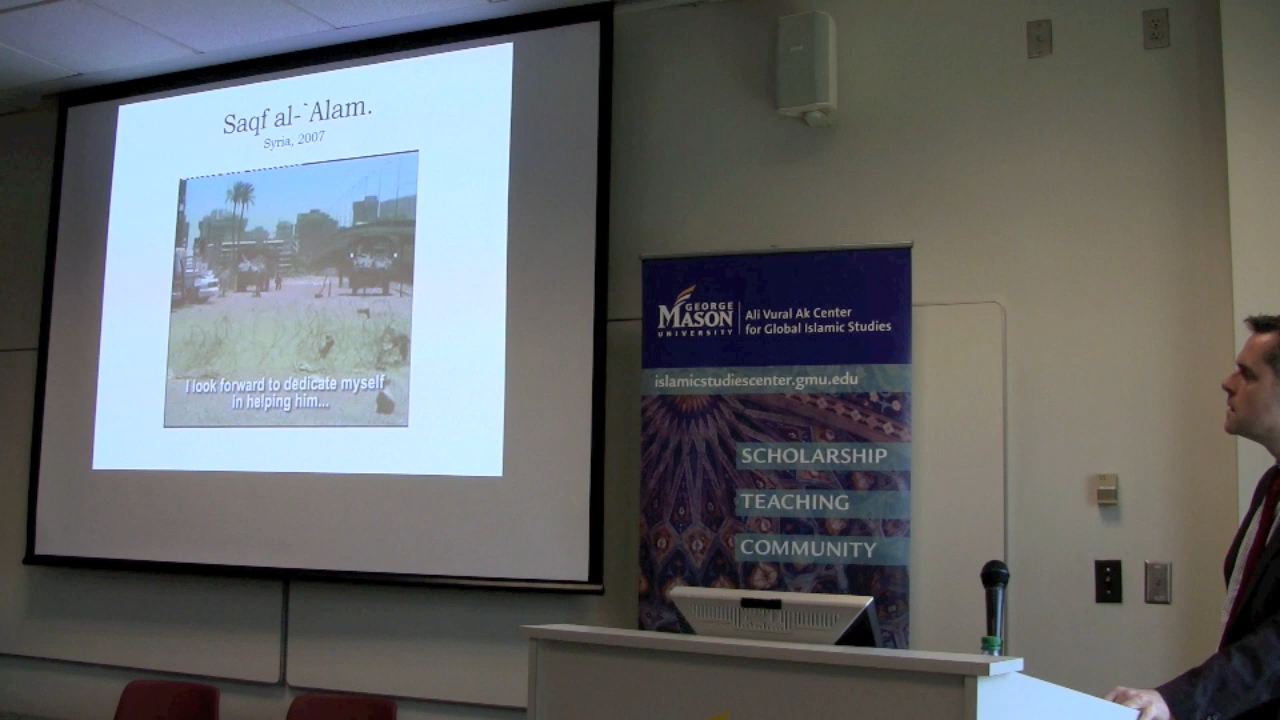 Saqf al-`Alam.
Syria, 2007
I look forward to dedicate myself
in helping him...
GEORGE
MASON
UNIVERSITY
Ali Vural Ak Center
for Global Islamic Studies
islamicstudiescenter.gmu.edu
SCHOLARSHIP
TEACHING
COMMUNITY